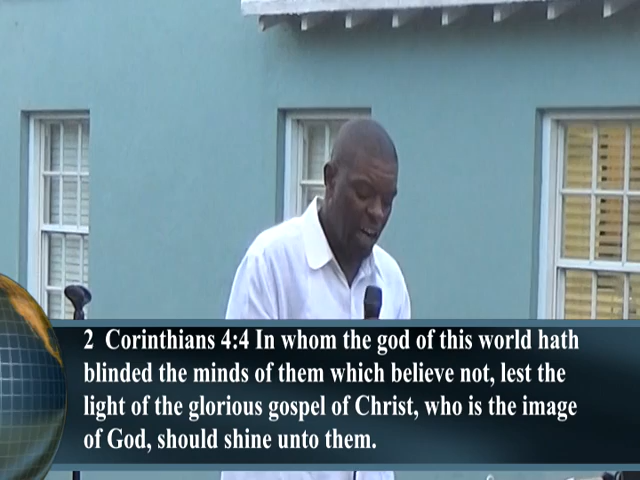 2 Corinthians 4:4 In whom the god of this world hath
blinded the minds of them which believe not, lest the
light of the glorious gospel of Christ, who is the image
of God, should shine unto them.